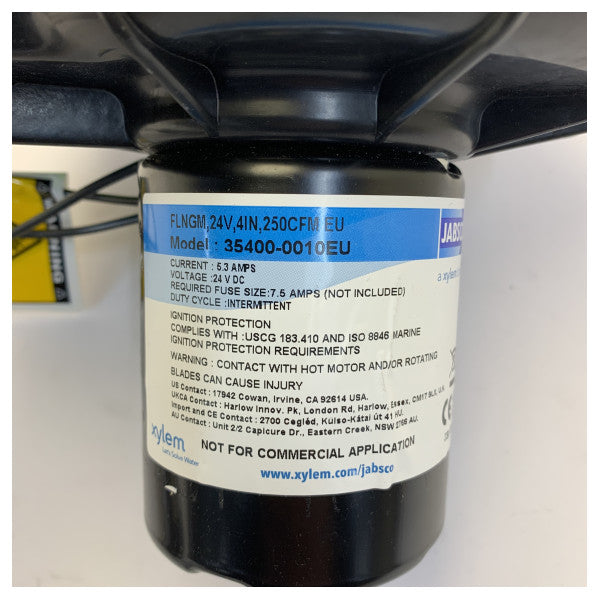 FLNGM,24V,4IN,250CFM EU
Model : 35400-0010EU
JABSC
a xylem
CURRENT : 5.3 AMPS
VOLTAGE :24 V DC
REQUIRED FUSE SIZE:7.5 AMPS (NOT INCLUDED)
DUTY CYCLE :INTERMITTENT
IGNITION PROTECTION
COMPLIES WITH :USCG 183.410 AND ISO 8846 MARINE
IGNITION PROTECTION REQUIREMENTS
WARNING : CONTACT WITH HOT MOTOR AND/OR ROTATING
BLADES CAN CAUSE INJURY
US Contact : 17942 Cowan, Irvine, CA 92614 USA.
UKCA Contact : Harlow Innov. Pk, London Rd, Harlow, Essex, CM17 9LX, U.K.
Import and CE Contact : 2700 Cegléd, Külso-Kátai út 41 HU.
AU Contact : Unit 2/2 Capicure Dr., Eastern Creek, NSW 2766 AU.
xylem
Let's Solve Water
NOT FOR COMMERCIAL APPLICATION
www.xylem.com/jabsco
CE
NING